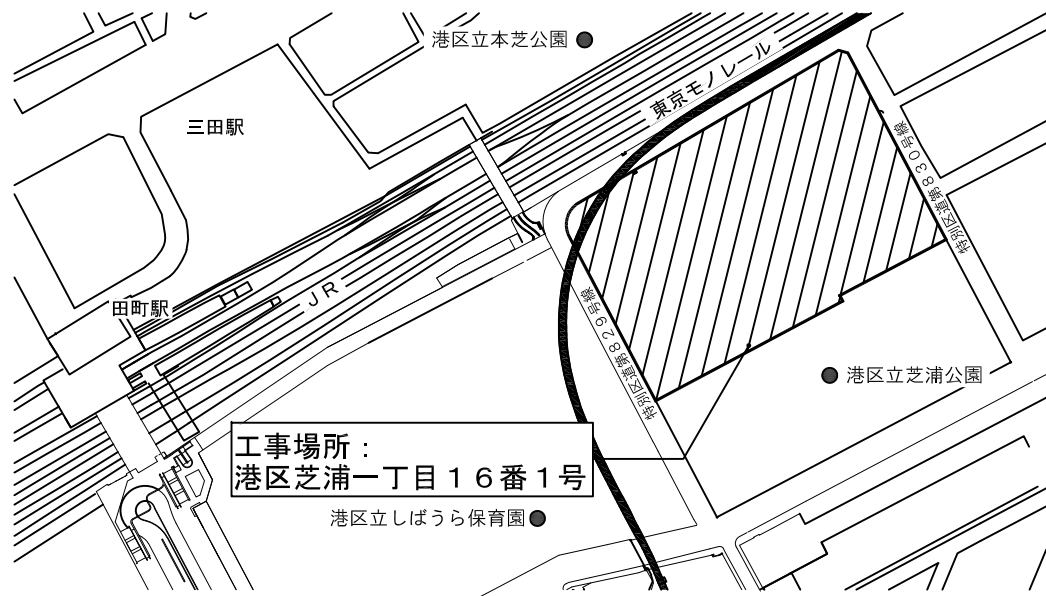 港区立本芝公園
東京モノレール
三田駅
特別区道第830号線
田町駅
JR
特別区道第829号線
港区立芝浦公園
工事場所：
港区芝浦一丁目１６番１号
港区立しばうら保育園